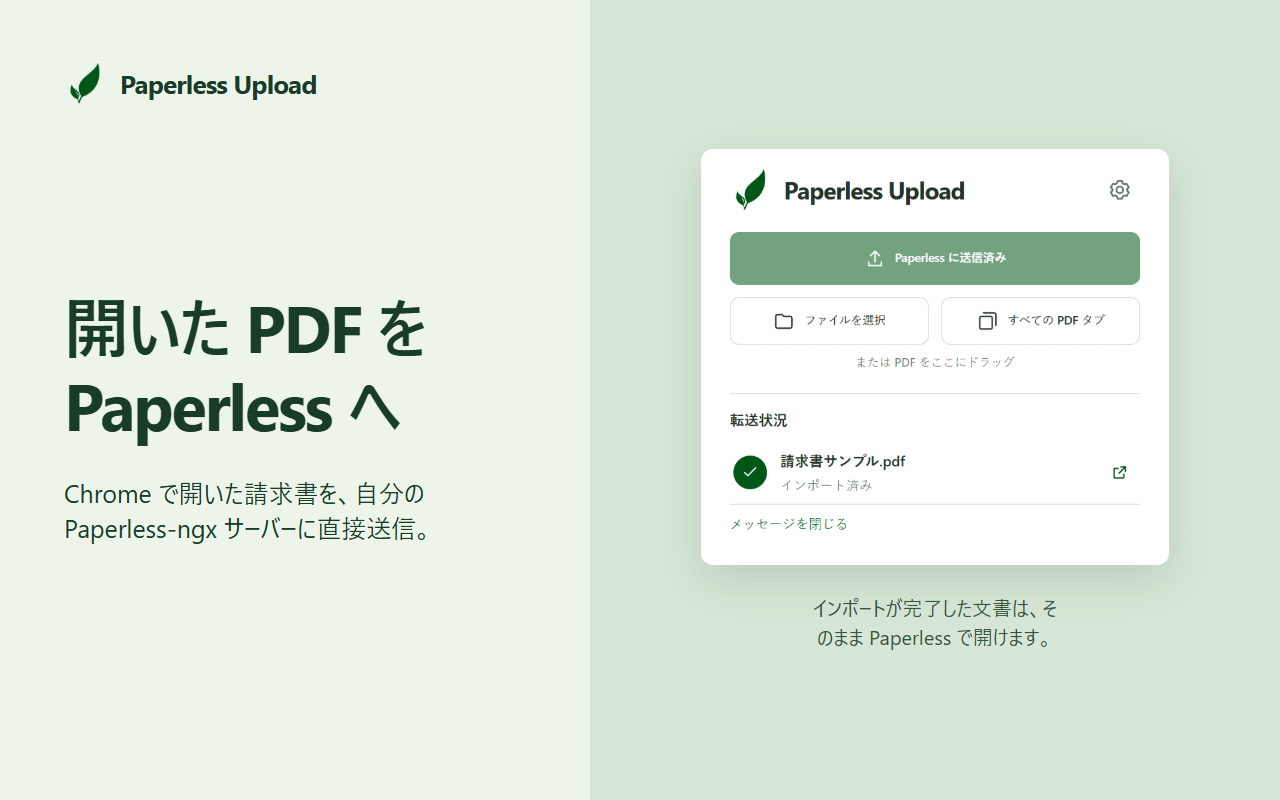 Paperless Upload
開いた PDF を
Paperless へ
Chrome で開いた請求書を、自分の
Paperless-ngx サーバーに直接送信。
Paperless Upload
Paperless に送信済み
ファイルを選択
すべての PDF タブ
または PDF をここにドラッグ
転送状況
請求書サンプル.pdf
インポート済み
メッセージを閉じる
インポートが完了した文書は、そ
のまま Paperless で開けます。